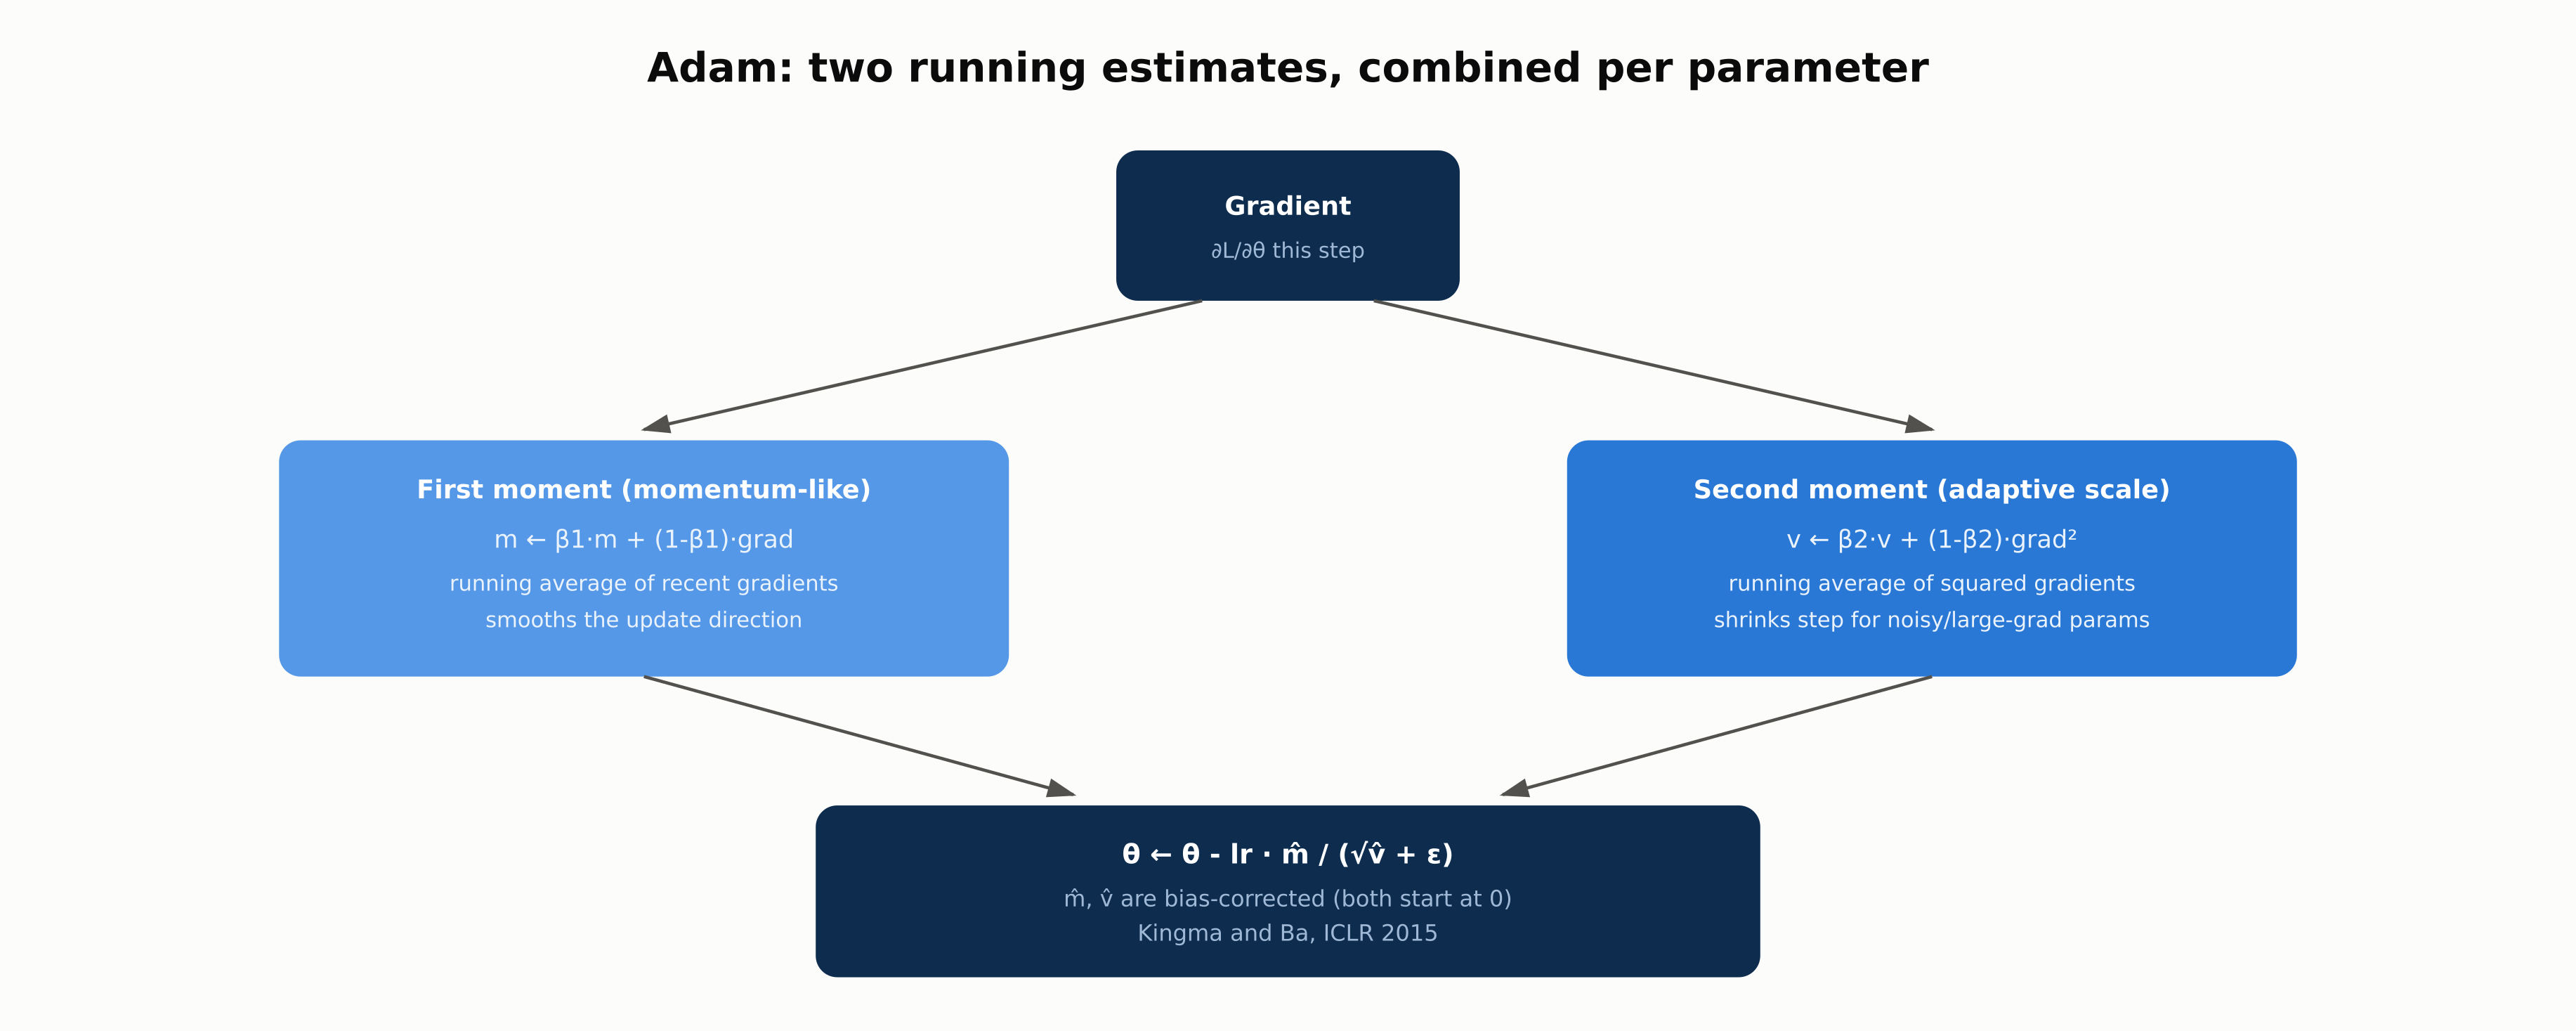 Adam: two running estimates, combined per parameter
Gradient
∂L/∂θ this step
First moment (momentum-like)
m ← β1·m + (1-β1)·grad
running average of recent gradients
smooths the update direction
Second moment (adaptive scale)
v ← β2·v + (1-β2)·grad²
running average of squared gradients
shrinks step for noisy/large-grad params
θ ← θ - lr · m̂ / (√v̂ + ε)
m̂, v̂ are bias-corrected (both start at 0)
Kingma and Ba, ICLR 2015